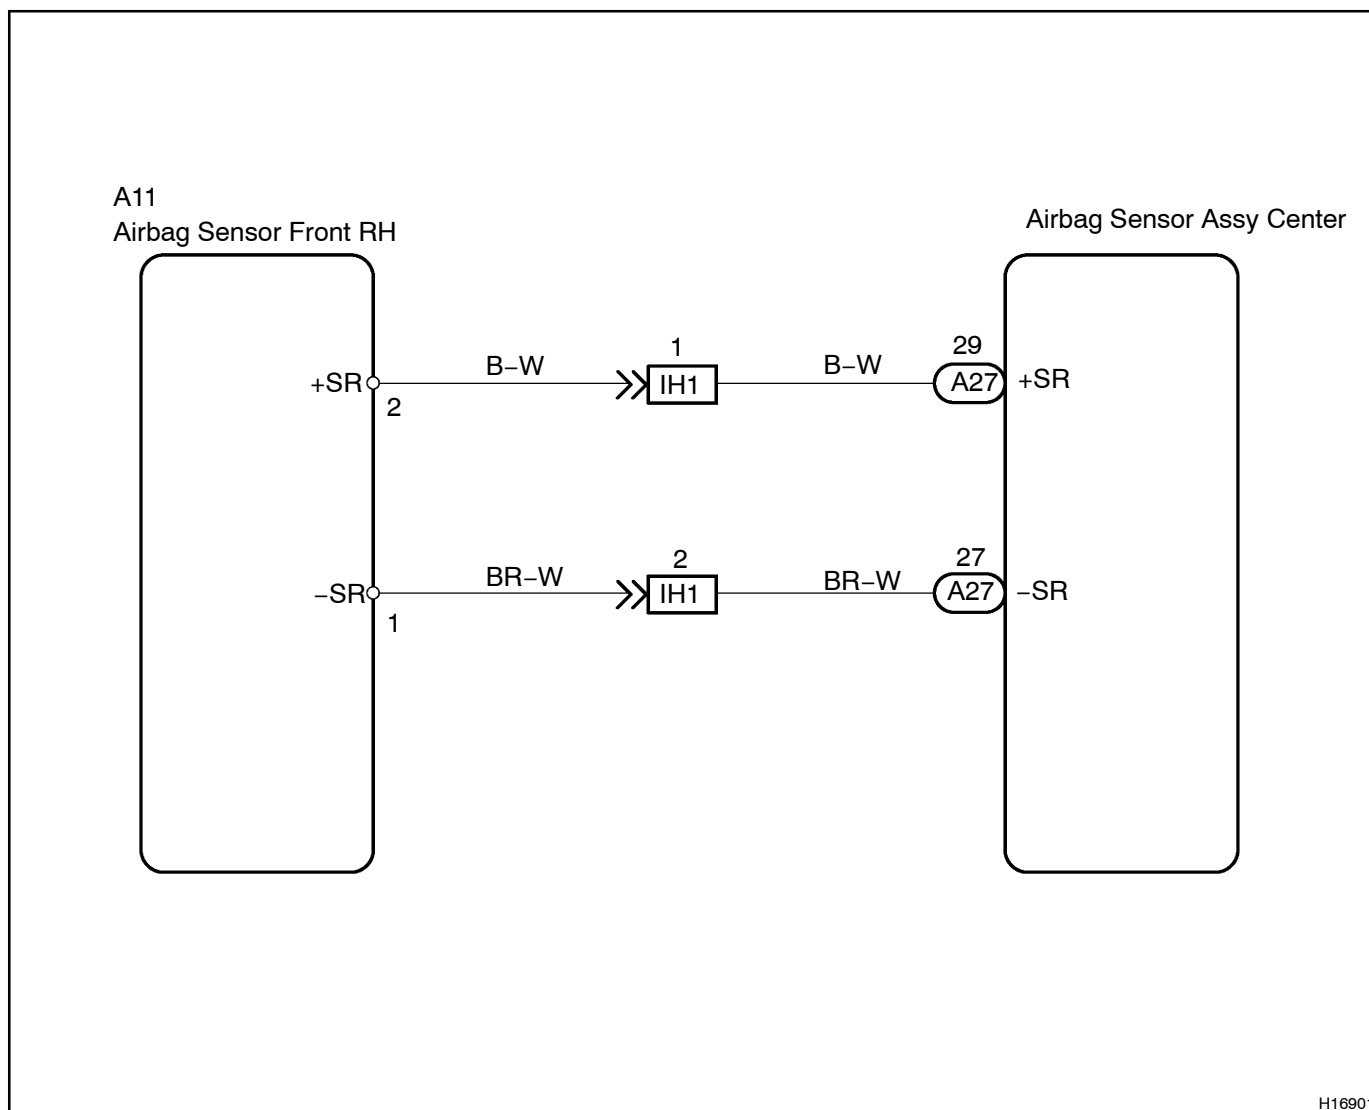 A11
Airbag Sensor Front RH
Airbag Sensor Assy Center
1
29
B−W
B−W
+SR
IH1
A27
+SR
2
2
27
BR−W
BR−W
−SR
IH1
A27
−SR
1
H16901